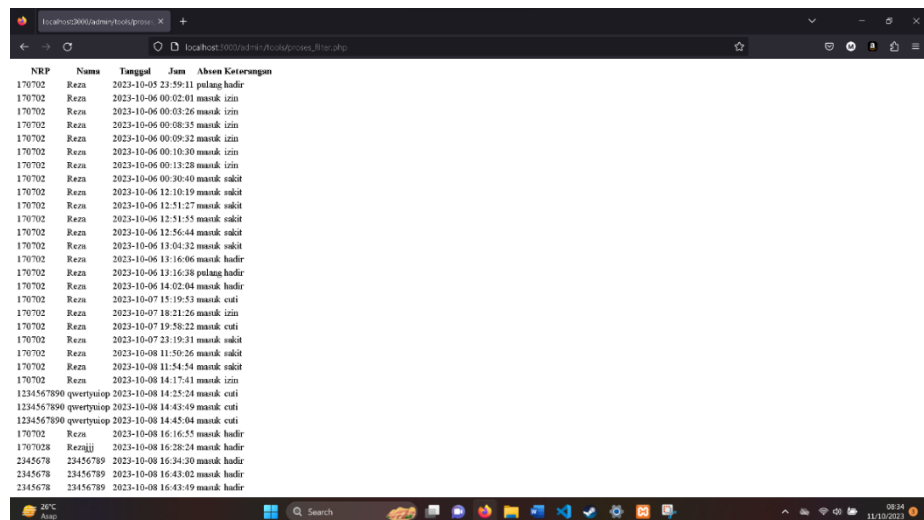 localhost:3000/admin/tools/proses
localhost:3000/admin/tools/proses_filter.php
NRP Nama Tanggal Jam Absen Keterangan
170702 Reza 2023-10-05 23:59:11 pulang hadir
170702 Reza 2023-10-06 00:02:01 masuk izin
170702 Reza 2023-10-06 00:03:26 masuk izin
170702 Reza 2023-10-06 00:08:35 masuk izin
170702 Reza 2023-10-06 00:09:32 masuk izin
170702 Reza 2023-10-06 00:10:30 masuk izin
170702 Reza 2023-10-06 00:13:28 masuk izin
170702 Reza 2023-10-06 00:30:40 masuk sakit
170702 Reza 2023-10-06 12:10:19 masuk sakit
170702 Reza 2023-10-06 12:51:27 masuk sakit
170702 Reza 2023-10-06 12:51:55 masuk sakit
170702 Reza 2023-10-06 12:56:44 masuk sakit
170702 Reza 2023-10-06 13:04:32 masuk sakit
170702 Reza 2023-10-06 13:16:06 masuk hadir
170702 Reza 2023-10-06 13:16:38 pulang hadir
170702 Reza 2023-10-06 14:02:04 masuk hadir
170702 Reza 2023-10-07 15:19:53 masuk cuti
170702 Reza 2023-10-07 18:21:26 masuk izin
170702 Reza 2023-10-07 19:58:22 masuk cuti
170702 Reza 2023-10-07 23:19:31 masuk sakit
170702 Reza 2023-10-08 11:50:26 masuk sakit
170702 Reza 2023-10-08 11:54:54 masuk sakit
170702 Reza 2023-10-08 14:17:41 masuk izin
1234567890 qwertyuiop 2023-10-08 14:25:24 masuk cuti
1234567890 qwertyuiop 2023-10-08 14:43:49 masuk cuti
1234567890 qwertyuiop 2023-10-08 14:45:04 masuk cuti
170702 Reza 2023-10-08 16:16:55 masuk hadir
1707028 Rezajjj 2023-10-08 16:28:24 masuk hadir
2345678 23456789 2023-10-08 16:34:30 masuk hadir
2345678 23456789 2023-10-08 16:43:02 masuk hadir
2345678 23456789 2023-10-08 16:43:49 masuk hadir
26°C
Asap
Search
08:34
11/10/2023